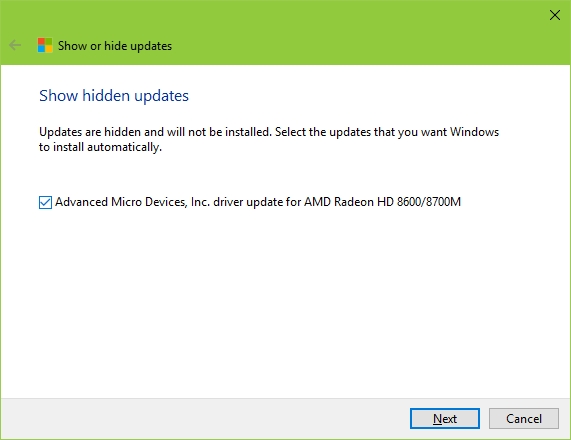 Show or hide updates
Show hidden updates
Updates are hidden and will not be installed. Select the updates that you want Windows
to install automatically.
Advanced Micro Devices, Inc. driver update for AMD Radeon HD 8600/8700M
Next Cancel